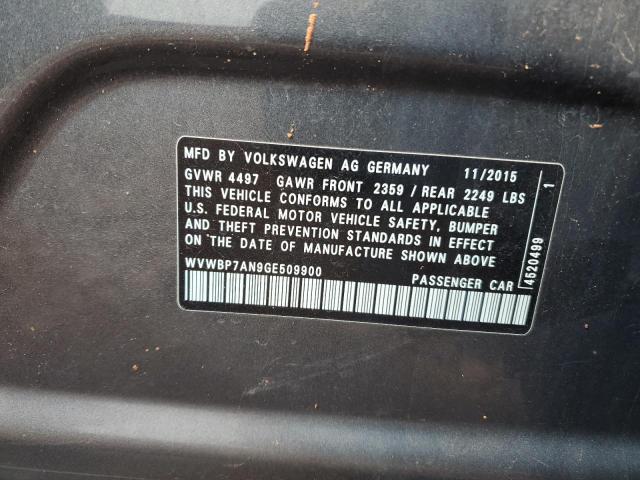 MFD BY VOLKSWAGEN AG GERMANY 11/2015
GVWR 4497 GAWR FRONT 2359 / REAR 2249 LBS
THIS VEHICLE CONFORMS TO ALL APPLICABLE
U.S. FEDERAL MOTOR VEHICLE SAFETY, BUMPER
AND THEFT PREVENTION STANDARDS IN EFFECT
ON THE DATE OF MANUFACTURE SHOWN ABOVE
WVWBP7AN9GE509900 PASSENGER CAR
4520499 1